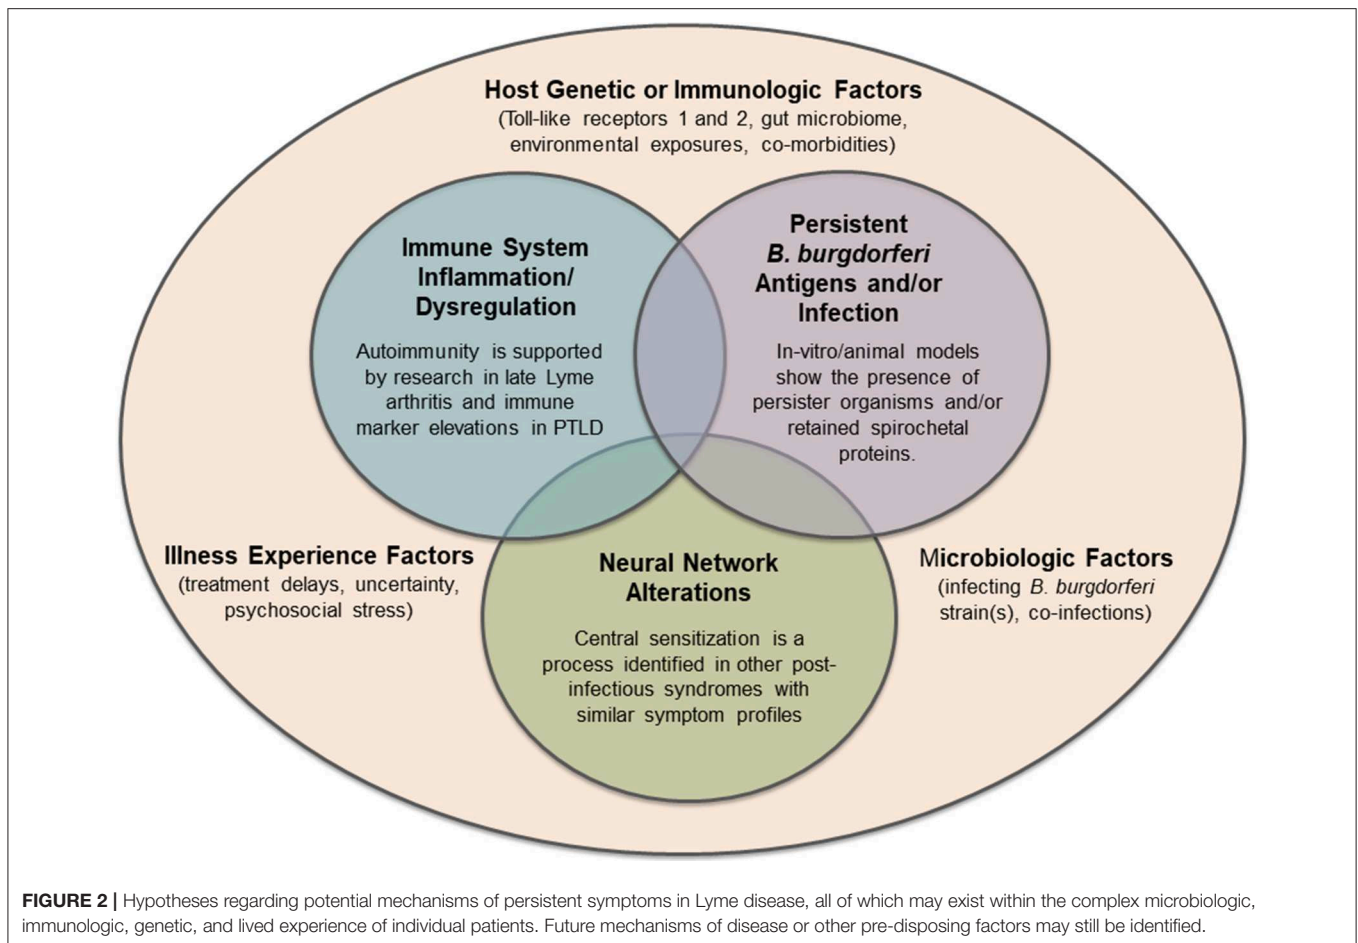 Host Genetic or Immunologic Factors
(Toll-like receptors 1 and 2, gut microbiome,
environmental exposures, co-morbidities)
Immune System
Inflammation/
Dysregulation
Autoimmunity is supported
by research in late Lyme
arthritis and immune
marker elevations in PTLD
Persistent
B. burgdorferi
Antigens and/or
Infection
In-vitro/animal models
show the presence of
persister organisms and/or
retained spirochetal
proteins.
Illness Experience Factors
(treatment delays, uncertainty,
psychosocial stress)
Neural Network
Alterations
Central sensitization is a
process identified in other post-
infectious syndromes with
similar symptom profiles
Microbiologic Factors
(infecting B. burgdorferi
strain(s), co-infections)
FIGURE 2 | Hypotheses regarding potential mechanisms of persistent symptoms in Lyme disease, all of which may exist within the complex microbiologic,
immunologic, genetic, and lived experience of individual patients. Future mechanisms of disease or other pre-disposing factors may still be identified.